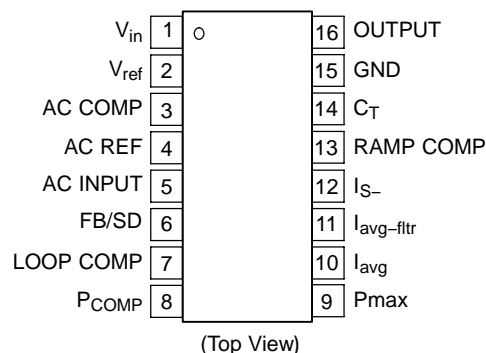 V_in 1 16 OUTPUT
V_ref 2 15 GND
AC COMP 3 14 C_T
AC REF 4 13 RAMP COMP
AC INPUT 5 12 I_S–
FB/SD 6 11 I_avg–fltr
LOOP COMP 7 10 I_avg
P_COMP 8 9 Pmax
(Top View)